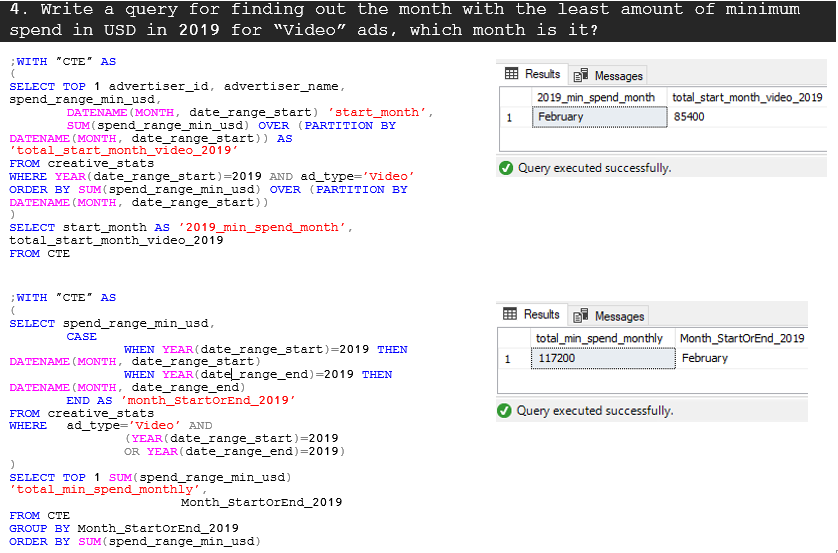 4. Write a query for finding out the month with the least amount of minimum
spend in USD in 2019 for “Video” ads, which month is it?
;WITH "CTE" AS
(
SELECT TOP 1 advertiser_id, advertiser_name,
spend_range_min_usd,
DATENAME(MONTH, date_range_start) 'start_month',
SUM(spend_range_min_usd) OVER (PARTITION BY
DATENAME(MONTH, date_range_start)) AS
'total_start_month_video_2019'
FROM creative_stats
WHERE YEAR(date_range_start)=2019 AND ad_type='Video'
ORDER BY SUM(spend_range_min_usd) OVER (PARTITION BY
DATENAME(MONTH, date_range_start))
)
SELECT start_month AS '2019_min_spend_month',
total_start_month_video_2019
FROM CTE
Results Messages
2019_min_spend_month total_start_month_video_2019
1 February 85400
Query executed successfully.
;WITH "CTE" AS
(
SELECT spend_range_min_usd,
CASE
WHEN YEAR(date_range_start)=2019 THEN
DATENAME(MONTH, date_range_start)
WHEN YEAR(date_range_end)=2019 THEN
DATENAME(MONTH, date_range_end)
END AS 'month_StartOrEnd_2019'
FROM creative_stats
WHERE ad_type='Video' AND
(YEAR(date_range_start)=2019
OR YEAR(date_range_end)=2019)
)
SELECT TOP 1 SUM(spend_range_min_usd)
'total_min_spend_monthly',
Month_StartOrEnd_2019
FROM CTE
GROUP BY Month_StartOrEnd_2019
ORDER BY SUM(spend_range_min_usd)
Results Messages
total_min_spend_monthly Month_StartOrEnd_2019
1 117200 February
Query executed successfully.